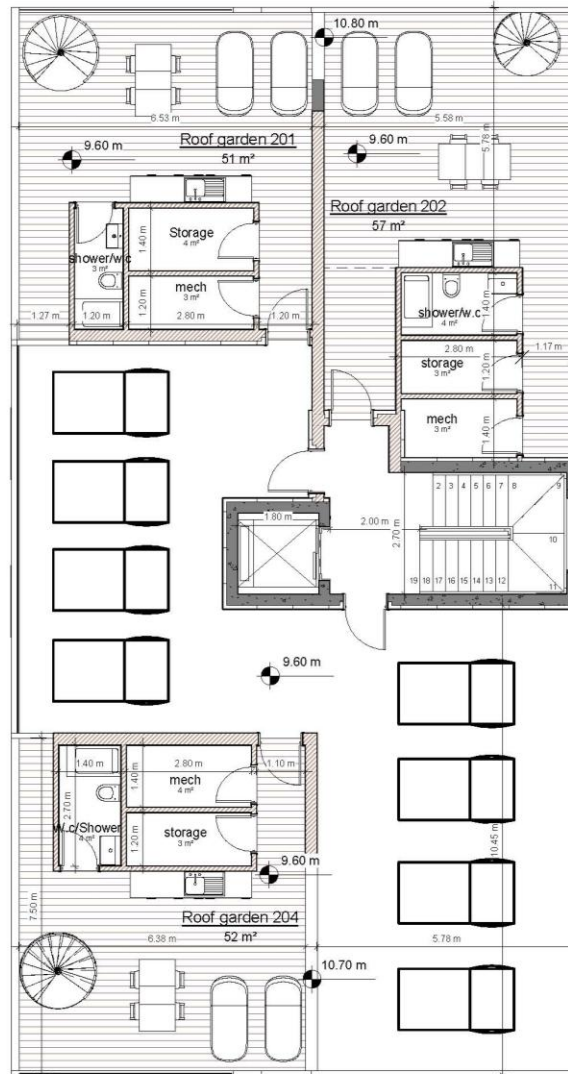 10.80 m
6.53 m
5.58 m
5.78 m
Roof garden 201
51 m²
9.60 m
9.60 m
Roof garden 202
57 m²
Storage
4 m²
1.40 m
shower/w.c
3 m²
mech
3 m²
1.20 m
1.27 m
1.20 m
2.80 m
1.20 m
shower/w.c
4 m²
1.40 m
2.80 m
1.17 m
storage
3 m²
1.20 m
mech
3 m²
1.40 m
2 3 4 5 6 7 8 9
1.80 m
2.00 m
2.70 m
10
19 18 17 16 15 14 13 12 11
9.60 m
1.40 m
2.80 m
1.10 m
mech
4 m²
1.40 m
2.70 m
W.c/Shower
4 m²
storage
3 m²
1.20 m
9.60 m
10.45 m
7.50 m
Roof garden 204
52 m²
6.38 m
5.78 m
10.70 m